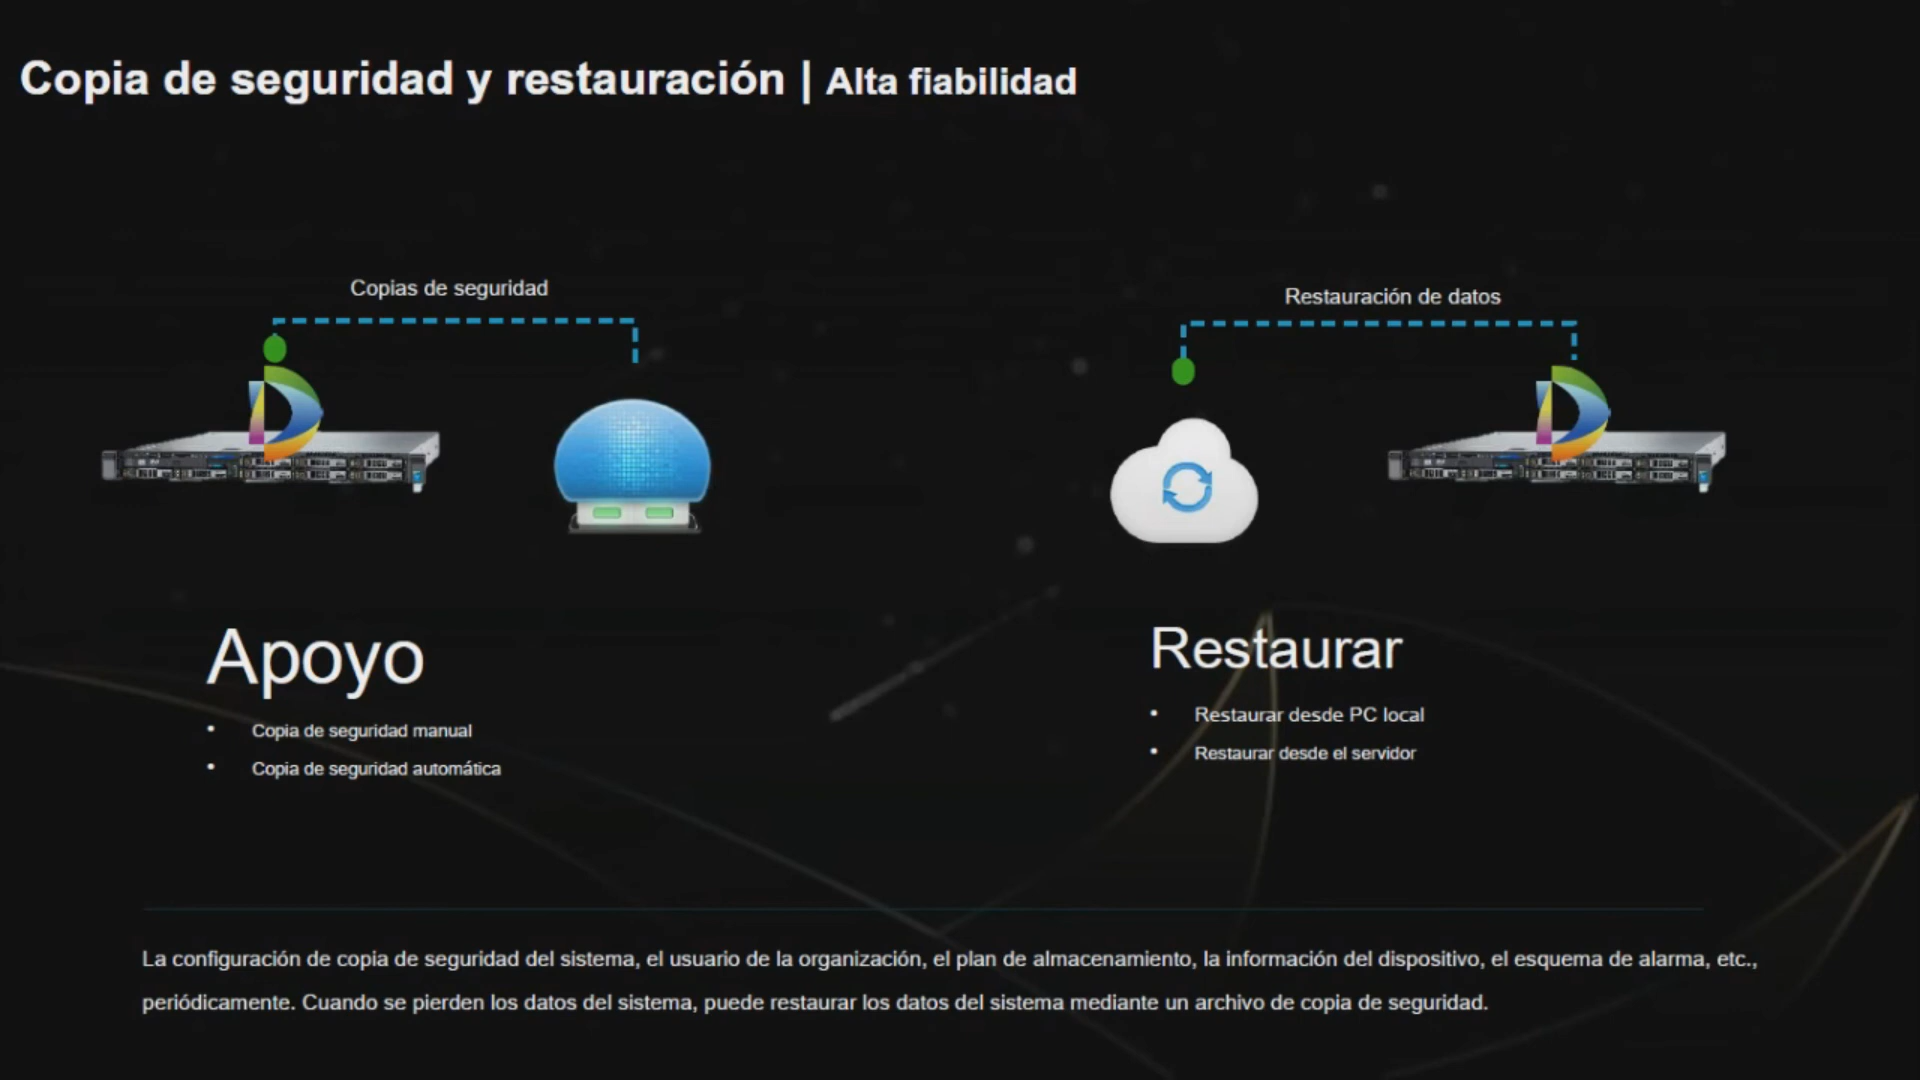 Copia de seguridad y restauración | Alta fiabilidad
Copias de seguridad
Restauración de datos
Apoyo
• Copia de seguridad manual
• Copia de seguridad automática
Restaurar
• Restaurar desde PC local
• Restaurar desde el servidor
La configuración de copia de seguridad del sistema, el usuario de la organización, el plan de almacenamiento, la información del dispositivo, el esquema de alarma, etc.,
periódicamente. Cuando se pierden los datos del sistema, puede restaurar los datos del sistema mediante un archivo de copia de seguridad.